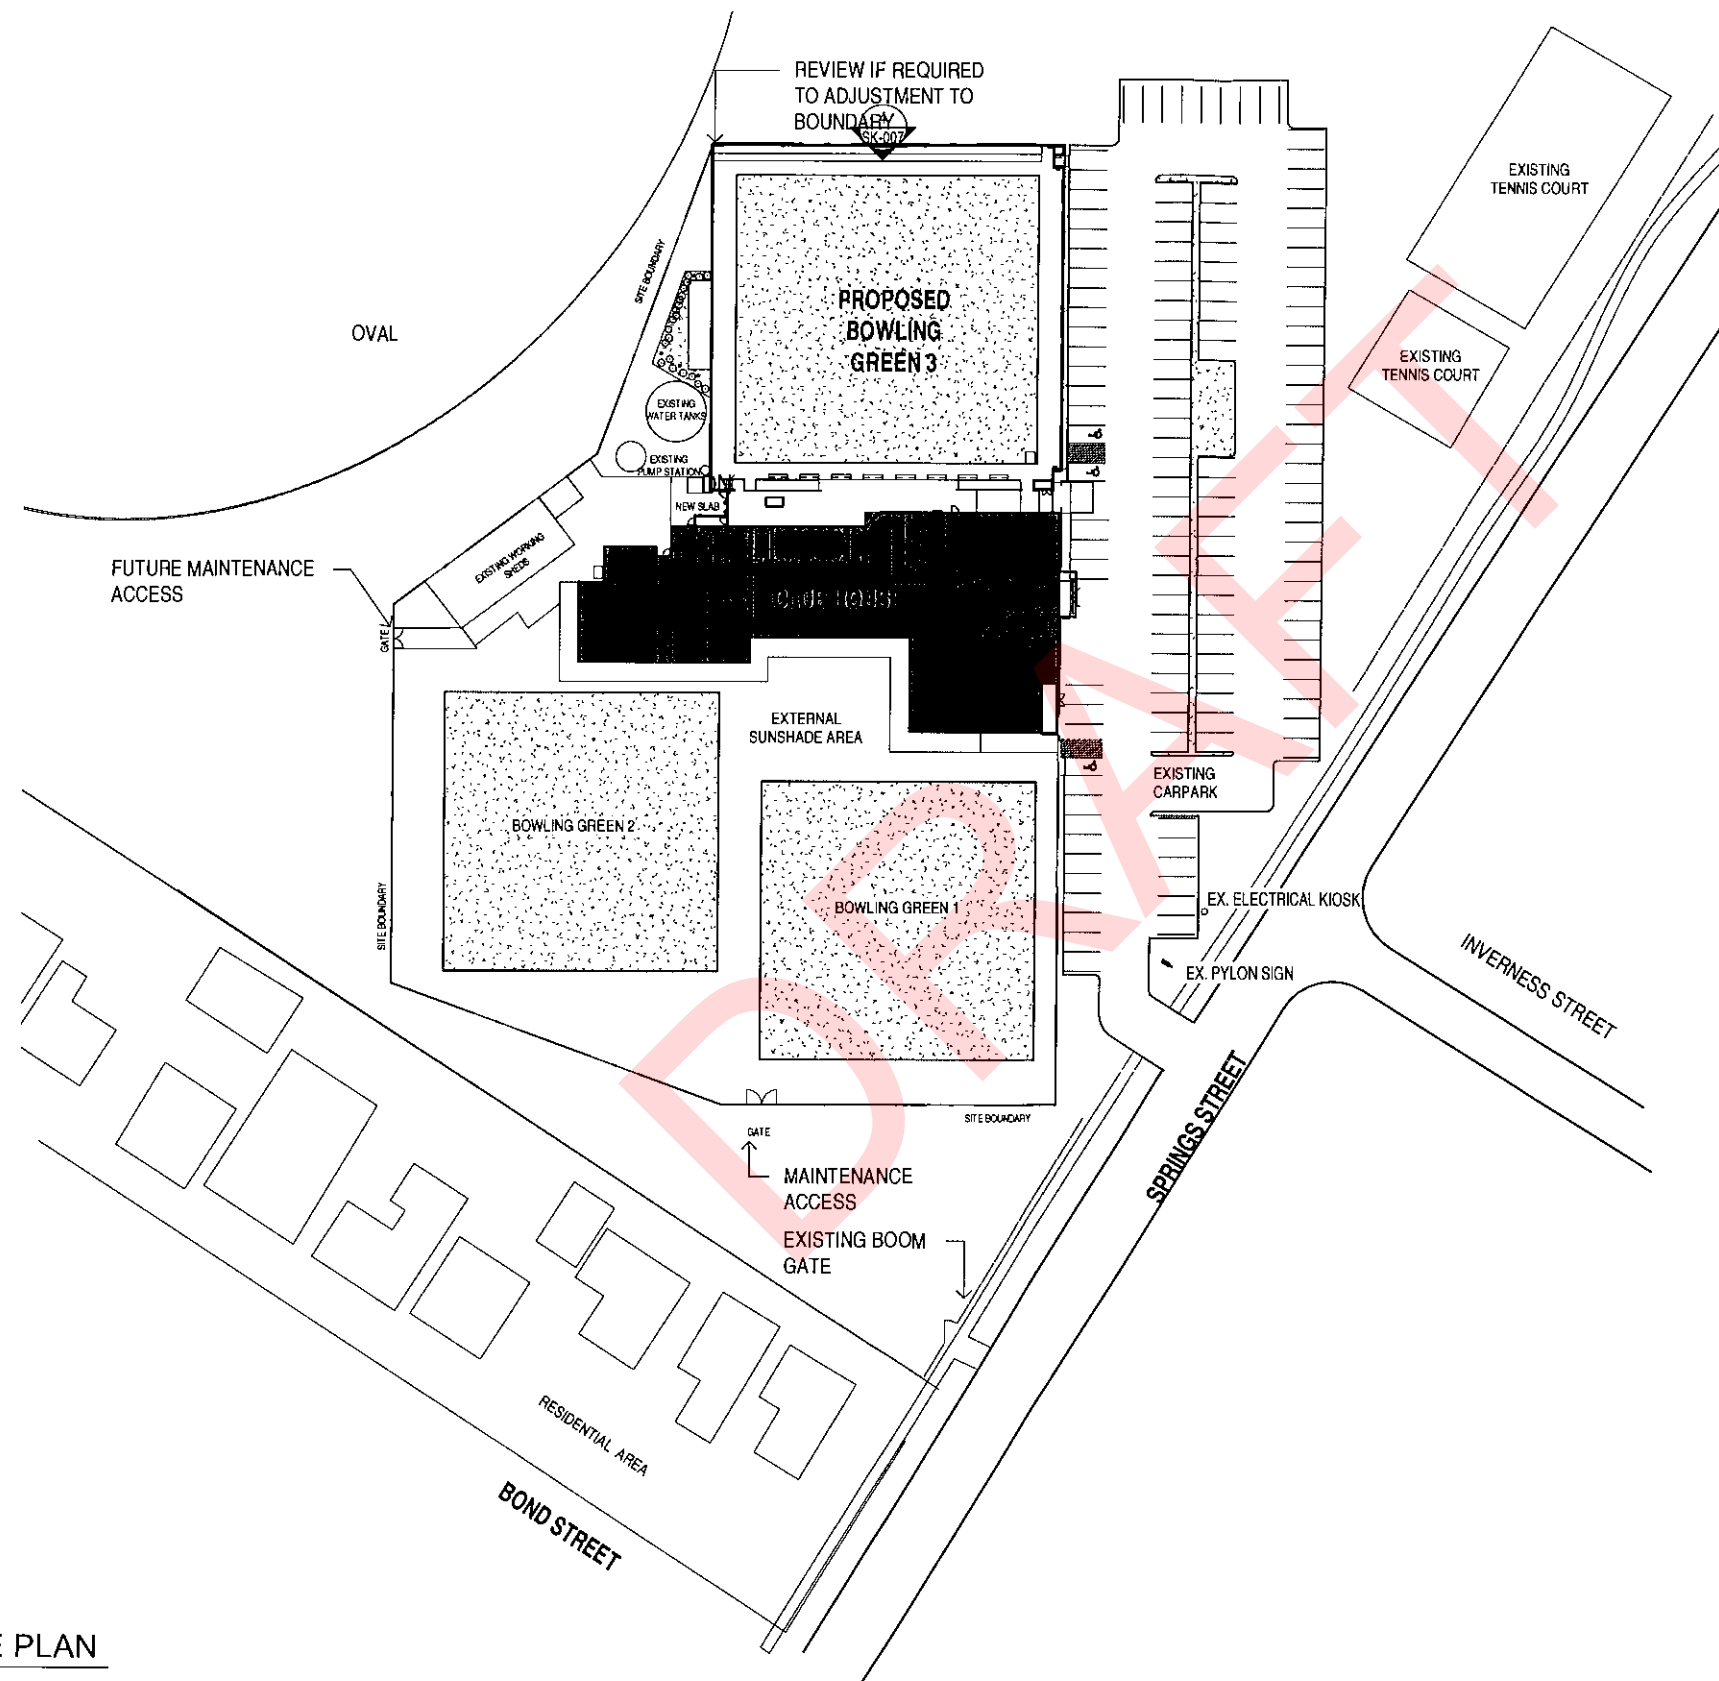 REVIEW IF REQUIRED
TO ADJUSTMENT TO
BOUNDARY
SK-007
EXISTING
TENNIS COURT
SITE BOUNDARY
PROPOSED
BOWLING
GREEN 3
OVAL
EXISTING
TENNIS COURT
EXISTING
WATER TANKS
EXISTING
PUMP STATION
NEW SLAB
EXISTING WORKING
SHEDS
FUTURE MAINTENANCE
ACCESS
GATE
EXTERNAL
SUNSHADE AREA
EXISTING
CARPARK
BOWLING GREEN 2
BOWLING GREEN 1
SITE BOUNDARY
EX. ELECTRICAL KIOSK
EX. PYLON SIGN
INVERNESS STREET
SITE BOUNDARY
GATE
MAINTENANCE
ACCESS
SPRINGS STREET
EXISTING BOOM
GATE
RESIDENTIAL AREA
BOND STREET
PLAN
DRAFT